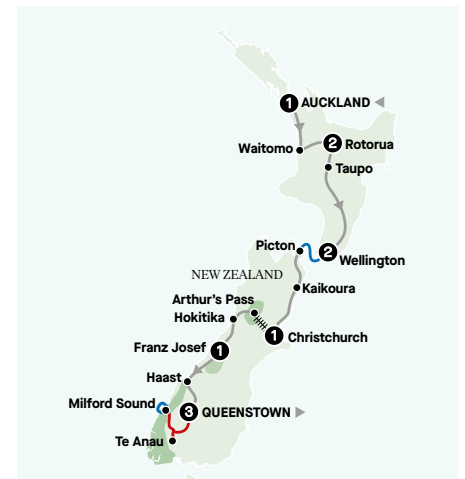 1 AUCKLAND
Waitomo
2 Rotorua
Taupo
Picton
2 Wellington
NEW ZEALAND
Kaikoura
Arthur's Pass
Hokitika
1 Christchurch
Franz Josef 1
Haast
Milford Sound
3 QUEENSTOWN
Te Anau